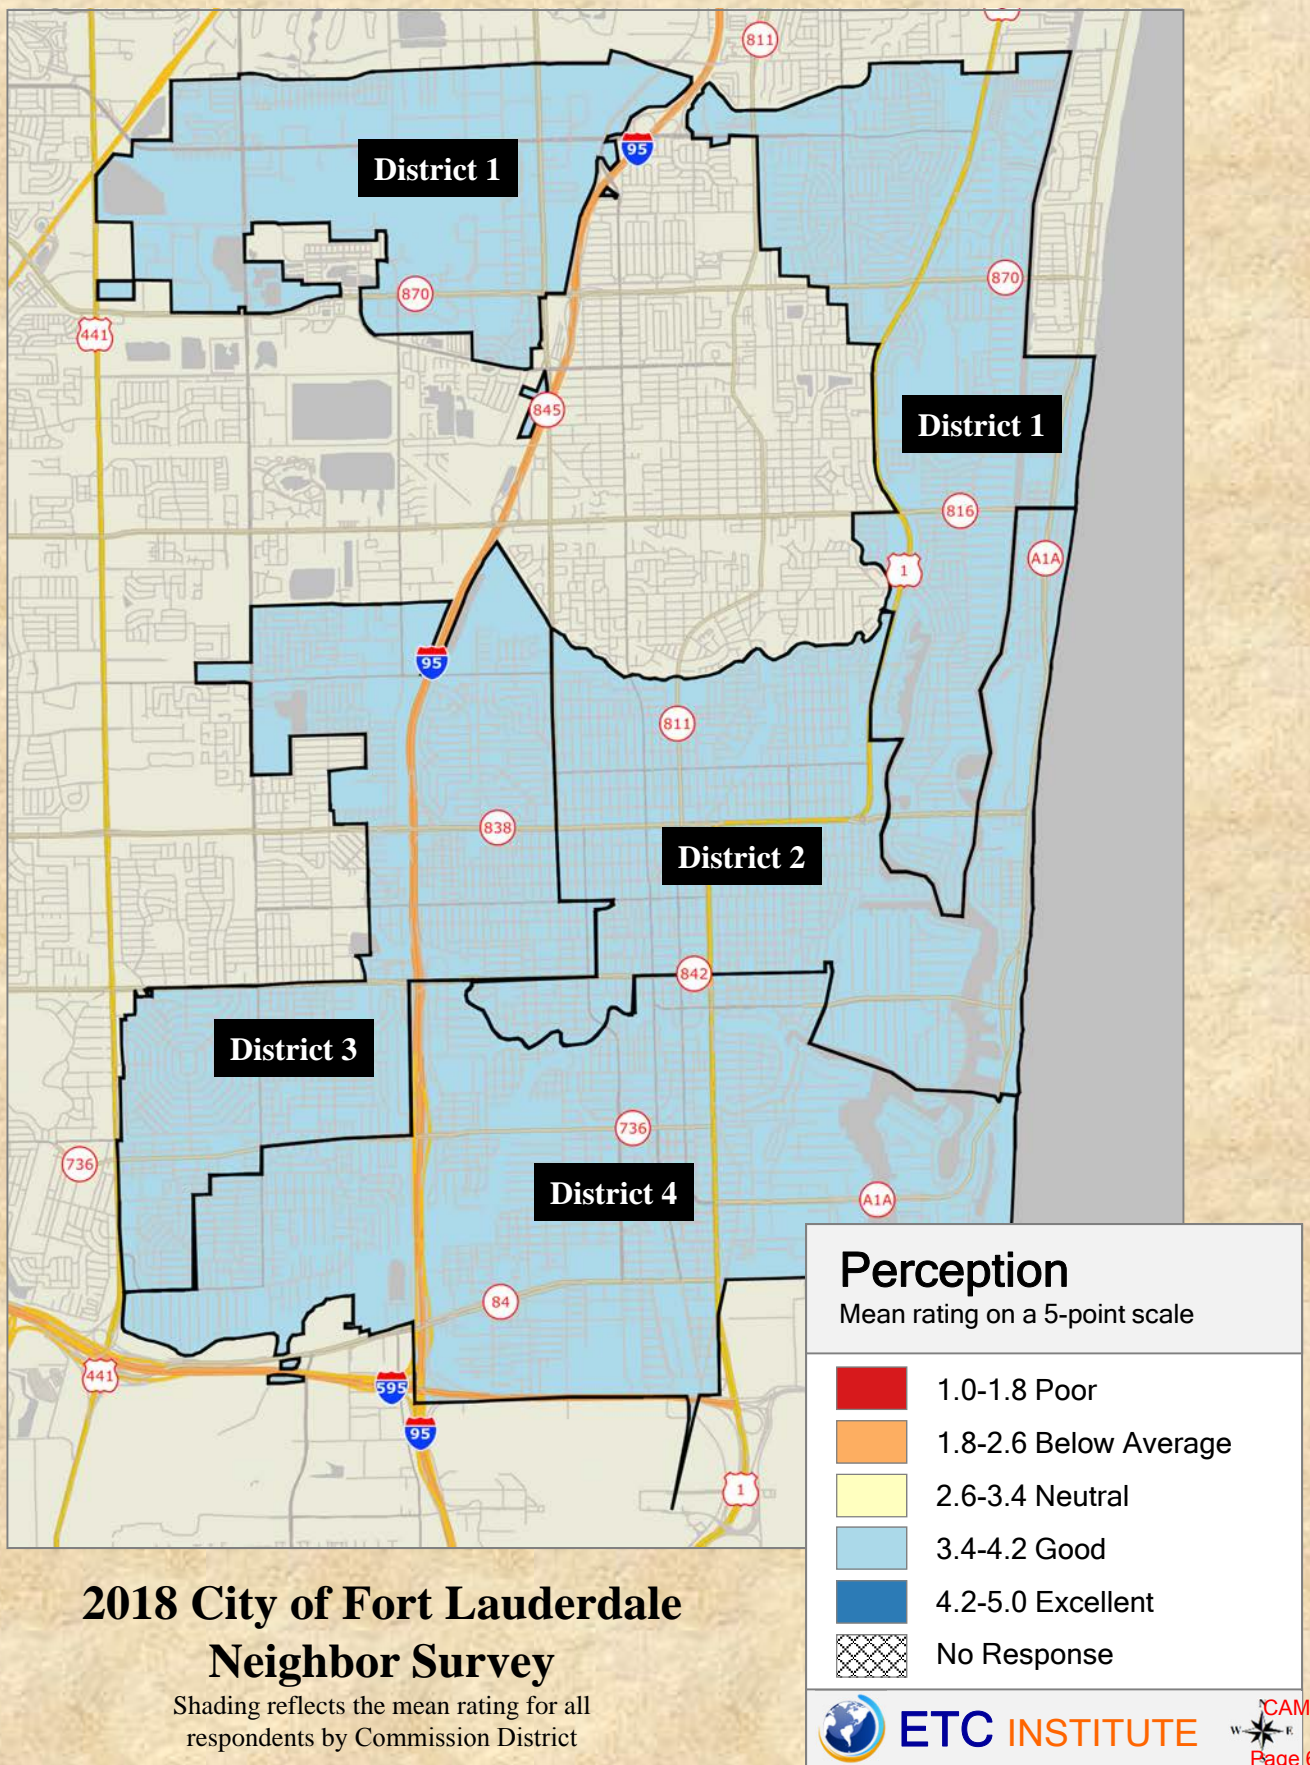 811
95
District 1
870
870
441
845
District 1
816
A1A
1
95
811
838
District 2
842
District 3
736
736
District 4
A1A
84
441
595
95
1
Perception
Mean rating on a 5-point scale
1.0-1.8 Poor
1.8-2.6 Below Average
2.6-3.4 Neutral
3.4-4.2 Good
4.2-5.0 Excellent
No Response
2018 City of Fort Lauderdale
Neighbor Survey
Shading reflects the mean rating for all
respondents by Commission District
ETC INSTITUTE
W E
CAM
Page 6